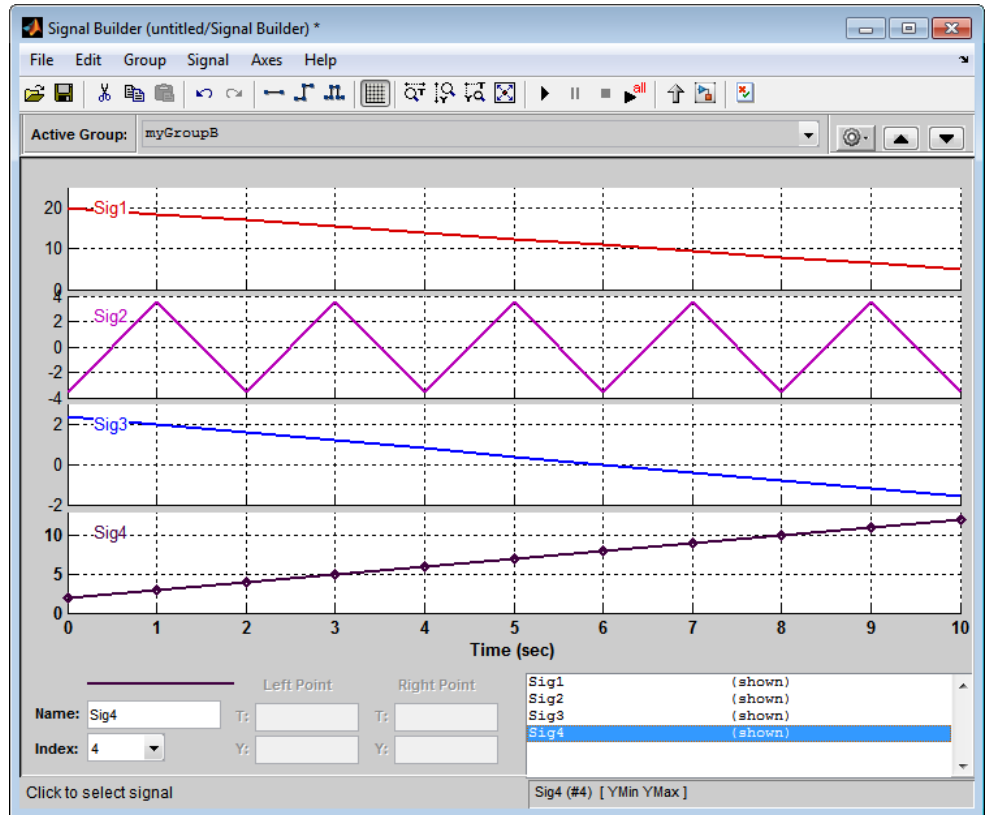 Signal Builder (untitled/Signal Builder) *
File Edit Group Signal Axes Help
all
Active Group: myGroupB
20
10
0
Sig1
4
2
0
-2
-4
Sig2
2
0
-2
Sig3
10
5
0
Sig4
0 1 2 3 4 5 6 7 8 9 10
Time (sec)
Left Point Right Point
Name: Sig4 T: T:
Index: 4 Y: Y:
Sig1 (shown)
Sig2 (shown)
Sig3 (shown)
Sig4 (shown)
Click to select signal
Sig4 (#4) [ YMin YMax ]